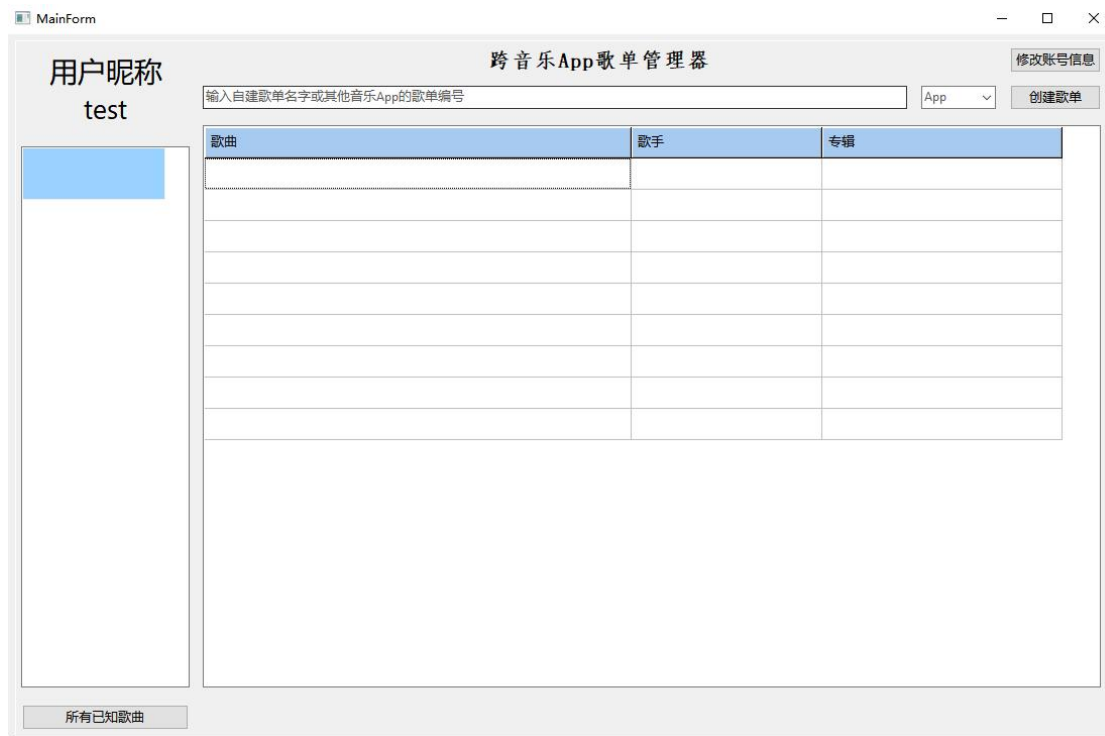 MainForm
用户昵称
test
跨音乐App歌单管理器
修改账号信息
输入自建歌单名字或其他音乐App的歌单编号
App
创建歌单
歌曲 歌手 专辑
所有已知歌曲